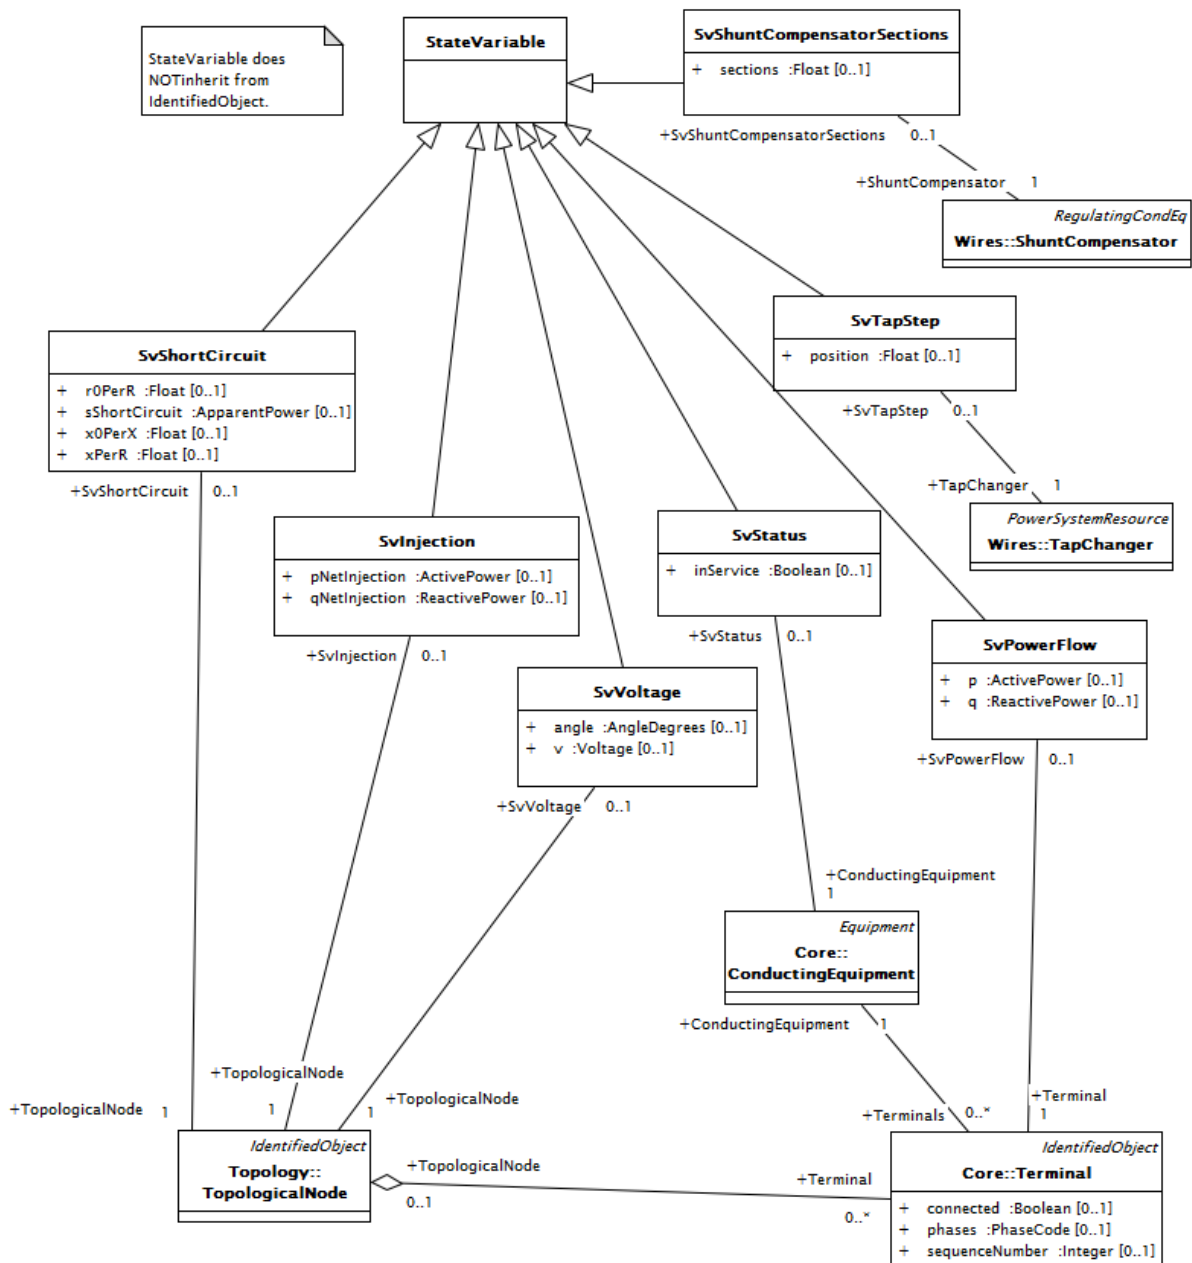 StateVariable does
NOTinherit from
IdentifiedObject.
StateVariable
SvShuntCompensatorSections
+ sections :Float [0..1]
+SvShuntCompensatorSections 0..1
+ShuntCompensator 1
RegulatingCondEq
Wires::ShuntCompensator
SvTapStep
+ position :Float [0..1]
+SvTapStep 0..1
+TapChanger 1
PowerSystemResource
Wires::TapChanger
SvShortCircuit
+ r0PerR :Float [0..1]
+ sShortCircuit :ApparentPower [0..1]
+ x0PerX :Float [0..1]
+ xPerR :Float [0..1]
+SvShortCircuit 0..1
SvInjection
+ pNetInjection :ActivePower [0..1]
+ qNetInjection :ReactivePower [0..1]
+SvInjection 0..1
SvStatus
+ inService :Boolean [0..1]
+SvStatus 0..1
SvPowerFlow
+ p :ActivePower [0..1]
+ q :ReactivePower [0..1]
+SvPowerFlow 0..1
SvVoltage
+ angle :AngleDegrees [0..1]
+ v :Voltage [0..1]
+SvVoltage 0..1
+ConductingEquipment
1
Equipment
Core::
ConductingEquipment
+ConductingEquipment 1
+TopologicalNode 1
+TopologicalNode
1
+TopologicalNode
1
+Terminals 0..*
+Terminal
1
IdentifiedObject
Topology::
TopologicalNode
+TopologicalNode
0..1
+Terminal
0..*
IdentifiedObject
Core::Terminal
+ connected :Boolean [0..1]
+ phases :PhaseCode [0..1]
+ sequenceNumber :Integer [0..1]